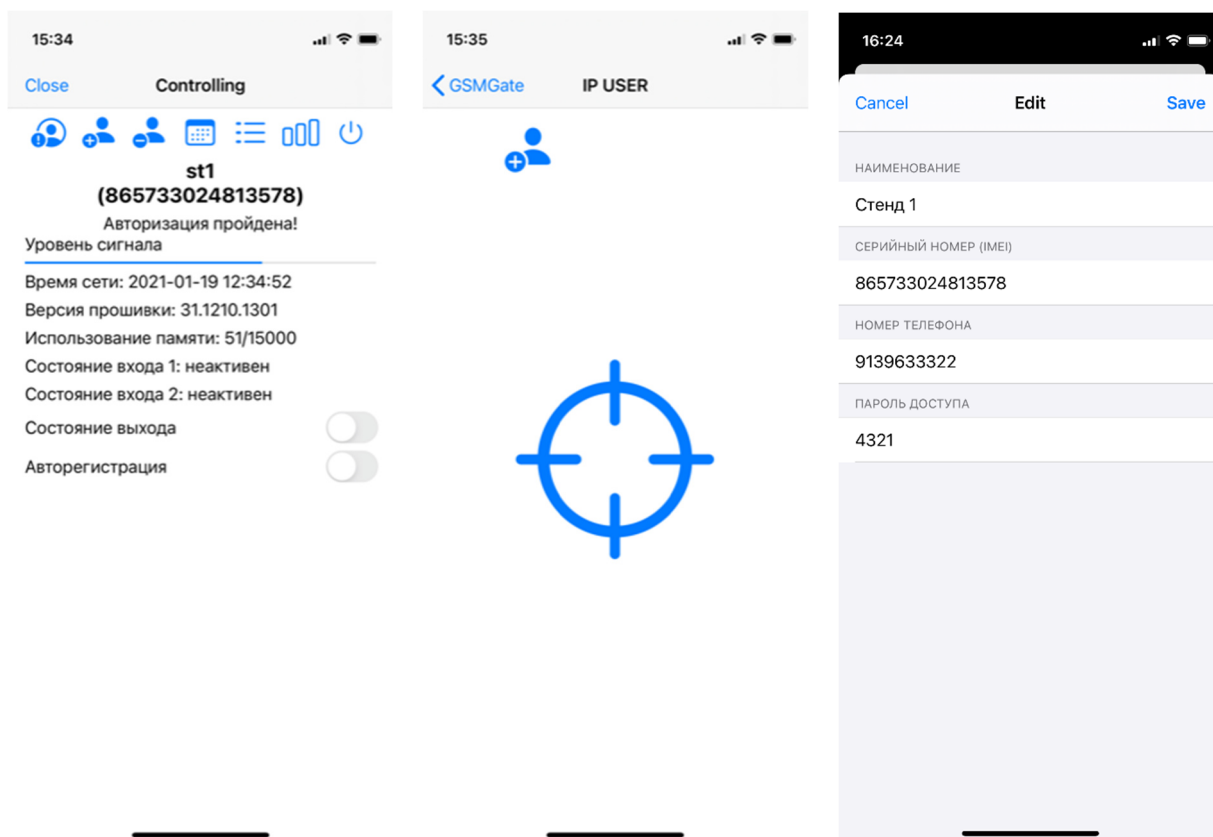 15:34
Close
Controlling
st1
(865733024813578)
Авторизация пройдена!
Уровень сигнала
Время сети: 2021-01-19 12:34:52
Версия прошивки: 31.1210.1301
Использование памяти: 51/15000
Состояние входа 1: неактивен
Состояние входа 2: неактивен
Состояние выхода
Авторегистрация
15:35
GSMGate
IP USER
16:24
Cancel
Edit
Save
НАИМЕНОВАНИЕ
Стенд 1
СЕРИЙНЫЙ НОМЕР (IMEI)
865733024813578
НОМЕР ТЕЛЕФОНА
9139633322
ПАРОЛЬ ДОСТУПА
4321